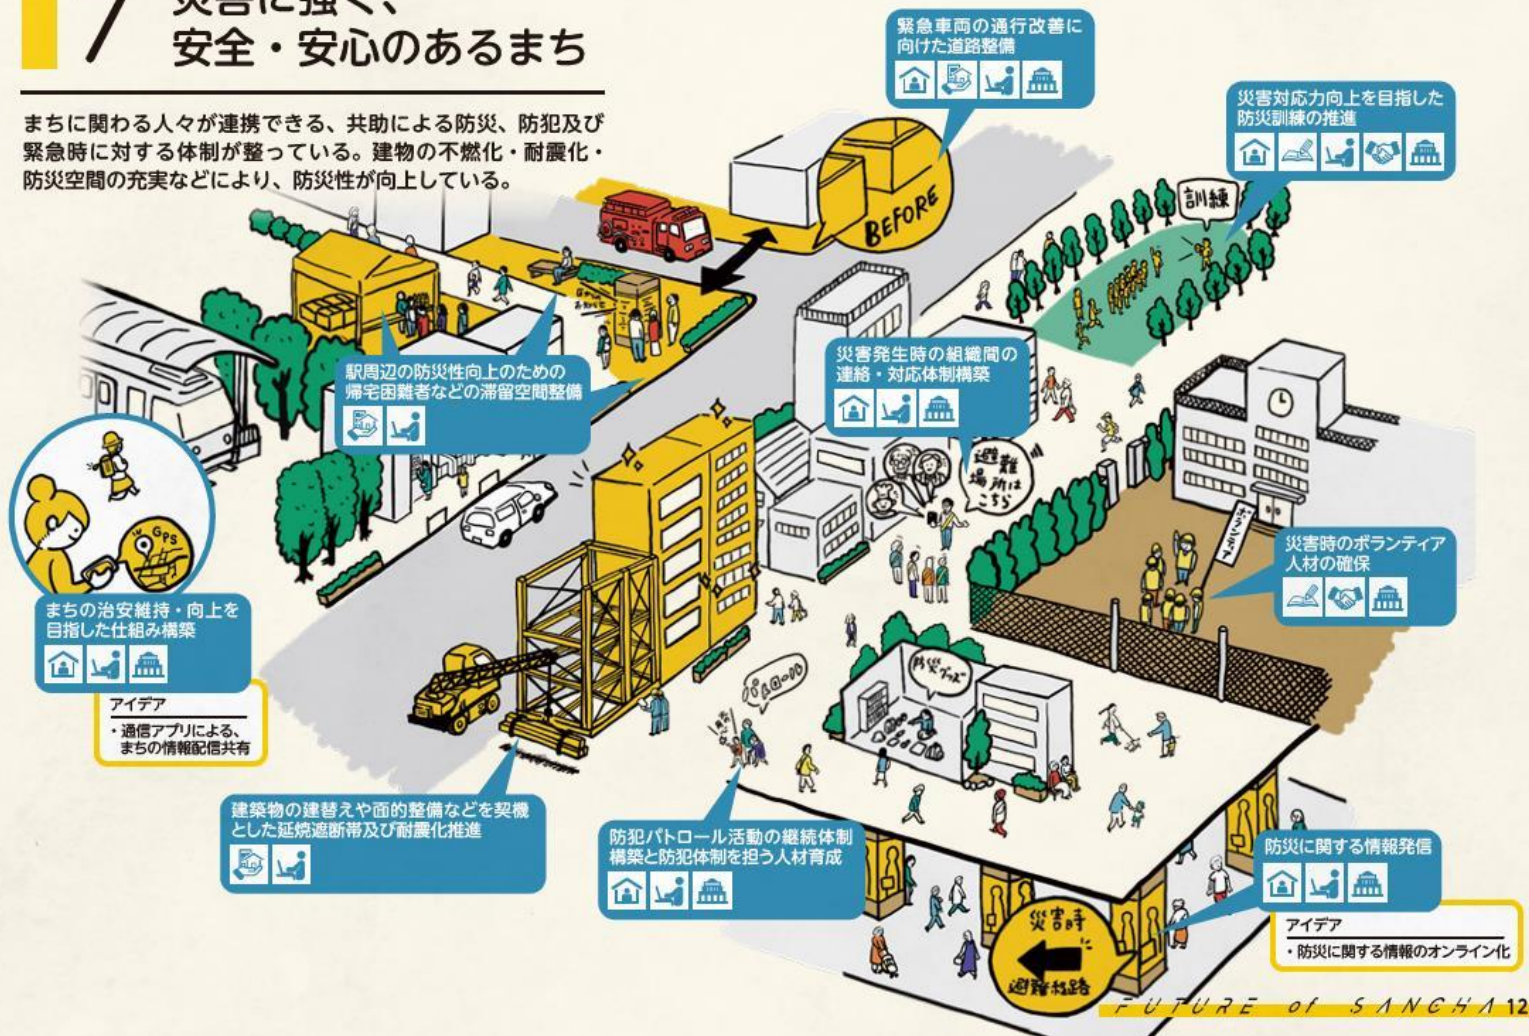 7
災害に強く、
安全・安心のあるまち
まちに関わる人々が連携できる、共助による防災、防犯及び
緊急時に対する体制が整っている。建物の不燃化・耐震化・
防災空間の充実などにより、防災性が向上している。
緊急車両の通行改善に
向けた道路整備
BEFORE
災害対応力向上を目指した
防災訓練の推進
訓練
駅周辺の防災性向上のための
帰宅困難者などの滞留空間整備
災害発生時の組織間の
連絡・対応体制構築
避難
場所は
こちら
GPS
まちの治安維持・向上を
目指した仕組み構築
アイデア
・通信アプリによる、
まちの情報配信共有
ボランティア
災害時のボランティア
人材の確保
建築物の建替えや面的整備などを契機
とした延焼遮断帯及び耐震化推進
パトロール
防犯パトロール活動の継続体制
構築と防犯体制を担う人材育成
防災グッズ
災害時
避難経路
防災に関する情報発信
アイデア
・防災に関する情報のオンライン化
FUTURE of SANCHA 12